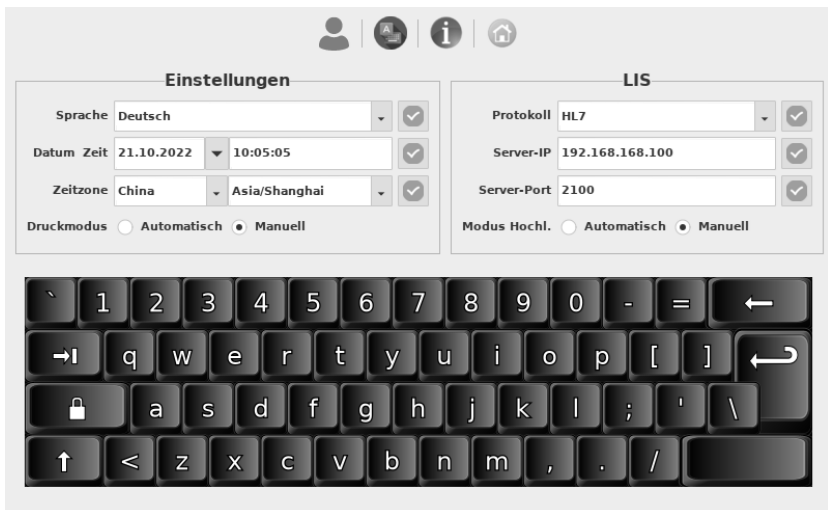 Einstellungen
Sprache Deutsch
Datum Zeit 21.10.2022 10:05:05
Zeitzone China Asia/Shanghai
Druckmodus Automatisch Manuell
LIS
Protokoll HL7
Server-IP 192.168.168.100
Server-Port 2100
Modus Hochl. Automatisch Manuell
` 1 2 3 4 5 6 7 8 9 0 - =
q w e r t y u i o p [ ]
a s d f g h j k l ; ' \
< z x c v b n m , . /